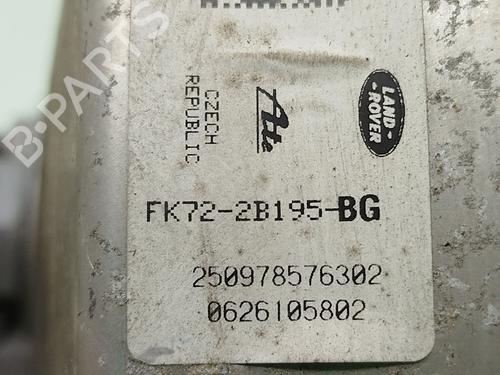 B-PARTS
CZECH
REPUBLIC
Ate
LAND-
ROVER
FK72-2B195-BG
250978576302
0626105802